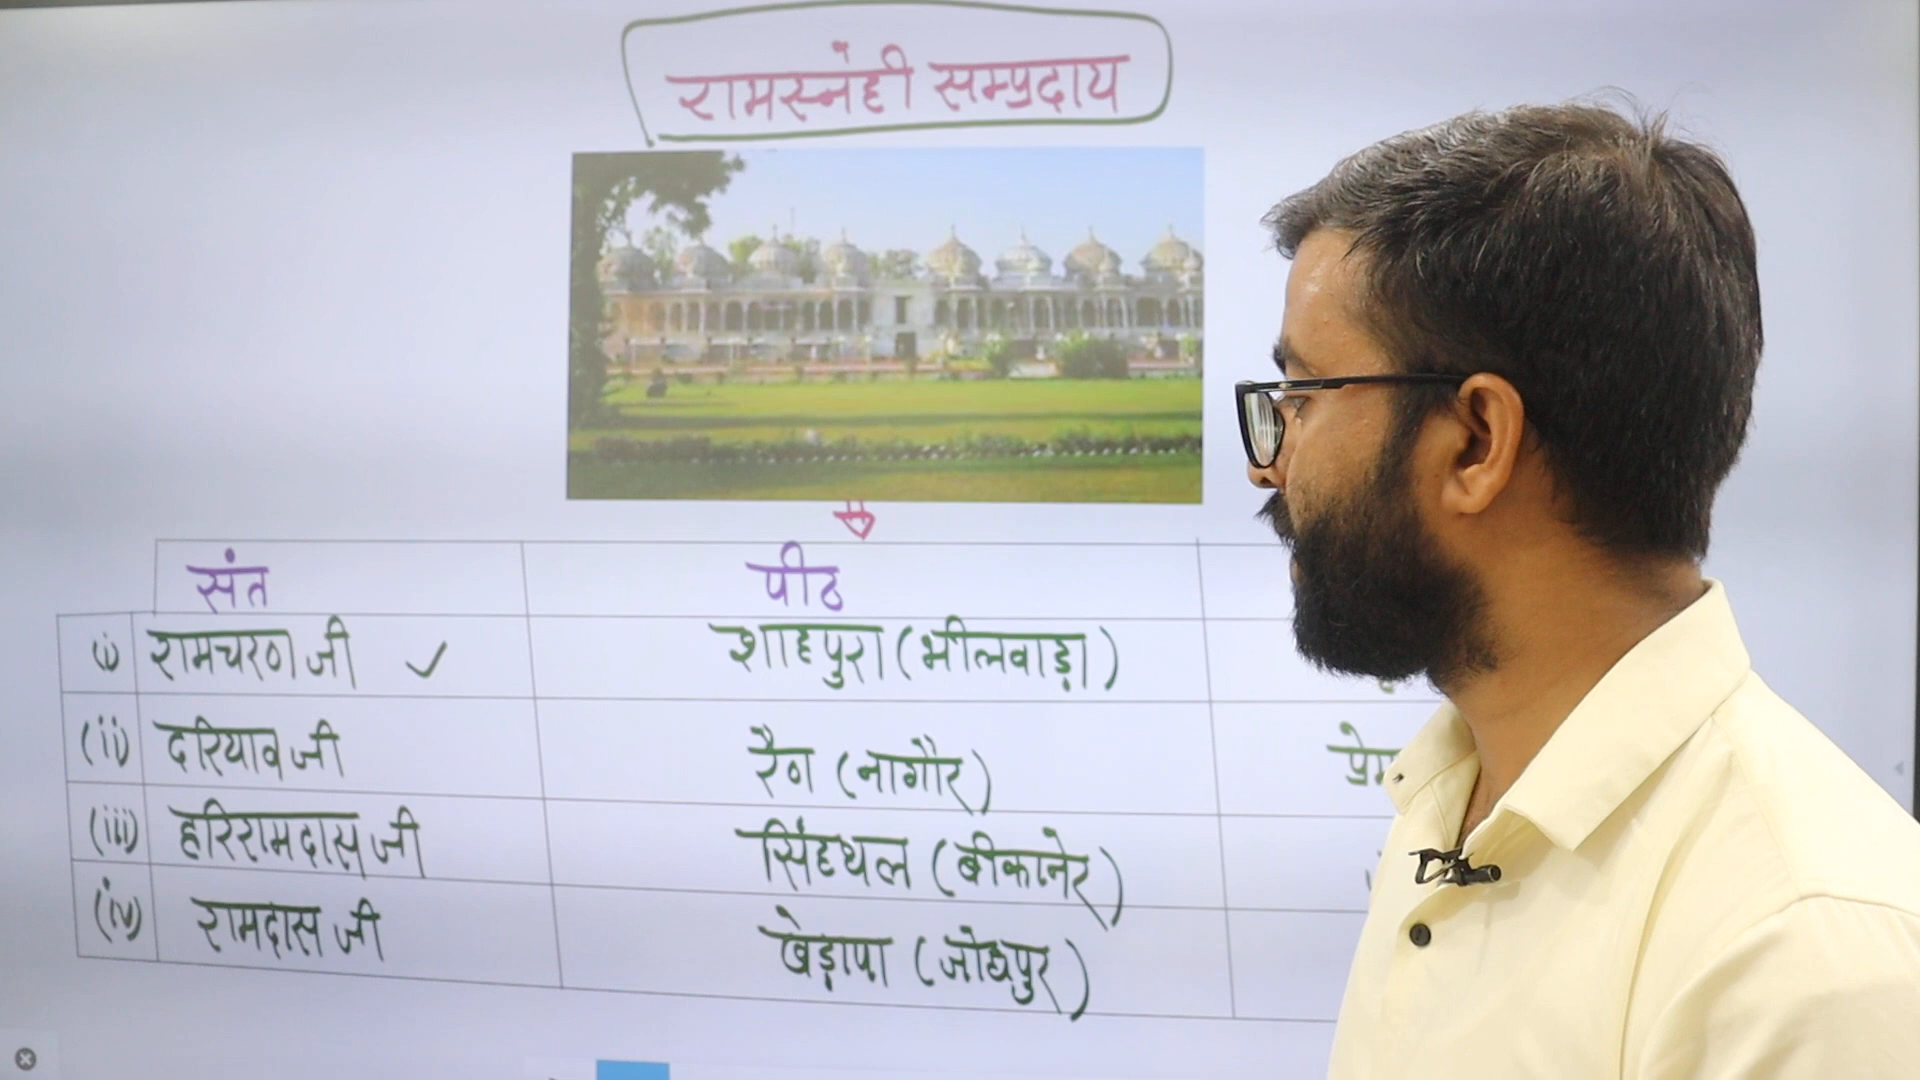 रामस्नेही सम्प्रदाय
संत पीठ
(i) रामचरण जी ✓ शाहपुरा (भीलवाड़ा)
(ii) दरियाव जी रैण (नागौर)
(iii) हरिरामदास जी सिंहथल (बीकानेर)
(iv) रामदास जी खेड़ापा (जोधपुर)